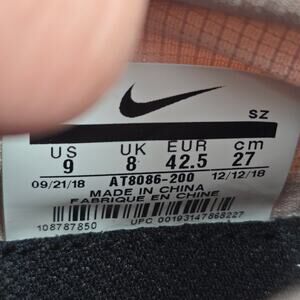 SZ
US UK EUR cm
9 8 42.5 27
09/21/18 AT8086-200 12/12/18
MADE IN CHINA
FABRIQUÉ EN CHINE
108787850 UPC 00193147868227